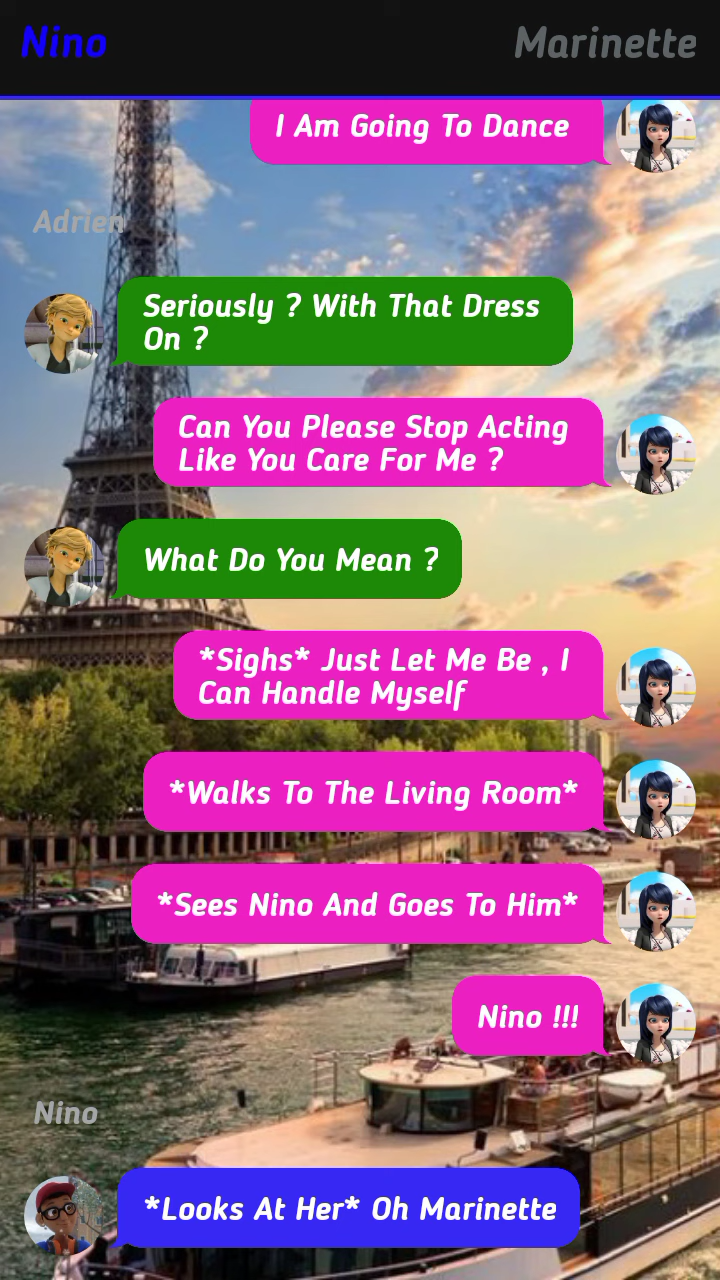 Nino
Marinette
I Am Going To Dance
Adrien
Seriously ? With That Dress
On ?
Can You Please Stop Acting
Like You Care For Me ?
What Do You Mean ?
*Sighs* Just Let Me Be , I
Can Handle Myself
*Walks To The Living Room*
*Sees Nino And Goes To Him*
Nino !!!
Nino
*Looks At Her* Oh Marinette